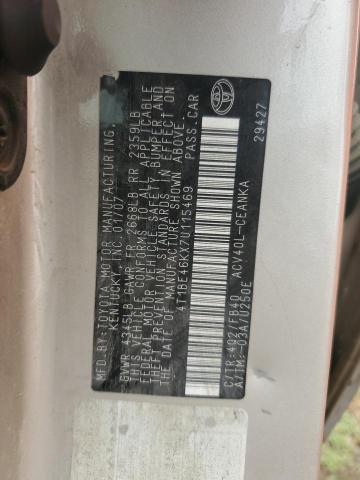 MFD.BY: TOYOTA MOTOR MANUFACTURING,
KENTUCKY, INC. 01/07
GVWR 4345LB GAWR FR 2668LB RR 2359LB
THIS VEHICLE CONFORMS TO ALL APPLICABLE
FEDERAL MOTOR VEHICLE SAFETY, BUMPER AND
THEFT PREVENTION STANDARDS IN EFFECT ON
THE DATE OF MANUFACTURE SHOWN ABOVE.
4T1BE46KX7U115469 PASS.CAR
C/TR:4Q2/FB40 ACV40L-CEANKA
A/TM:-03A/U250E 29427